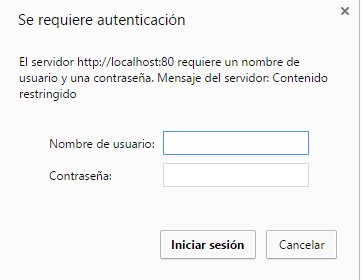 Se requiere autenticación
El servidor http://localhost:80 requiere un nombre de
usuario y una contraseña. Mensaje del servidor: Contenido
restringido
Nombre de usuario:
Contraseña:
Iniciar sesión Cancelar